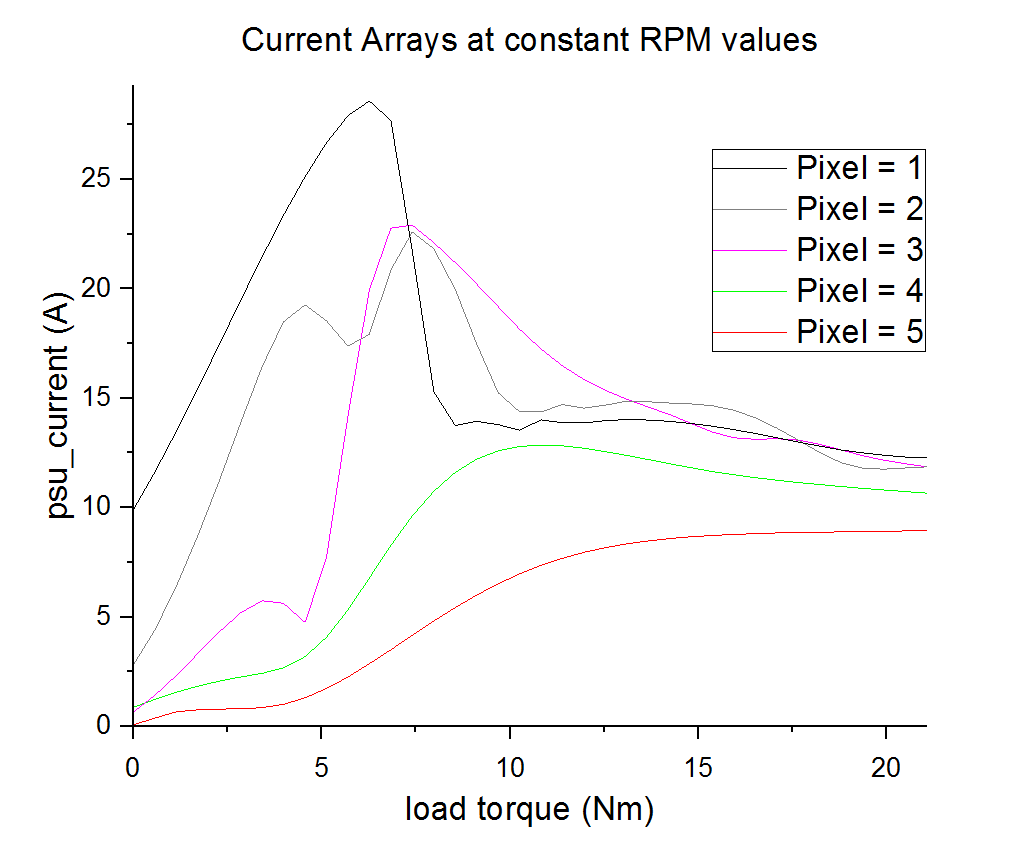 Current Arrays at constant RPM values
Pixel = 1
Pixel = 2
Pixel = 3
Pixel = 4
Pixel = 5
psu_current (A)
25
20
15
10
5
0
0 5 10 15 20
load torque (Nm)